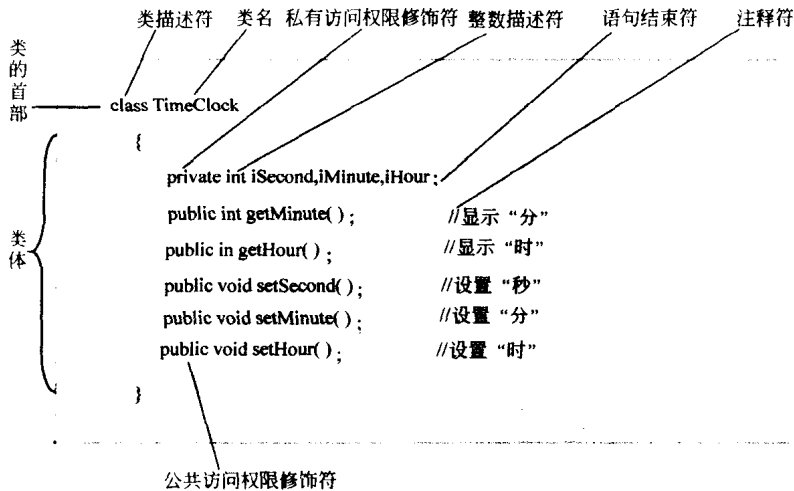 类描述符 类名 私有访问权限修饰符 整数描述符 语句结束符 注释符
类的首部
class TimeClock
{
private int iSecond,iMinute,iHour;
public int getMinute( ); //显示“分”
public in getHour( ); //显示“时”
类体
public void setSecond( ); //设置“秒”
public void setMinute( ); //设置“分”
public void setHour( ); //设置“时”
}
公共访问权限修饰符